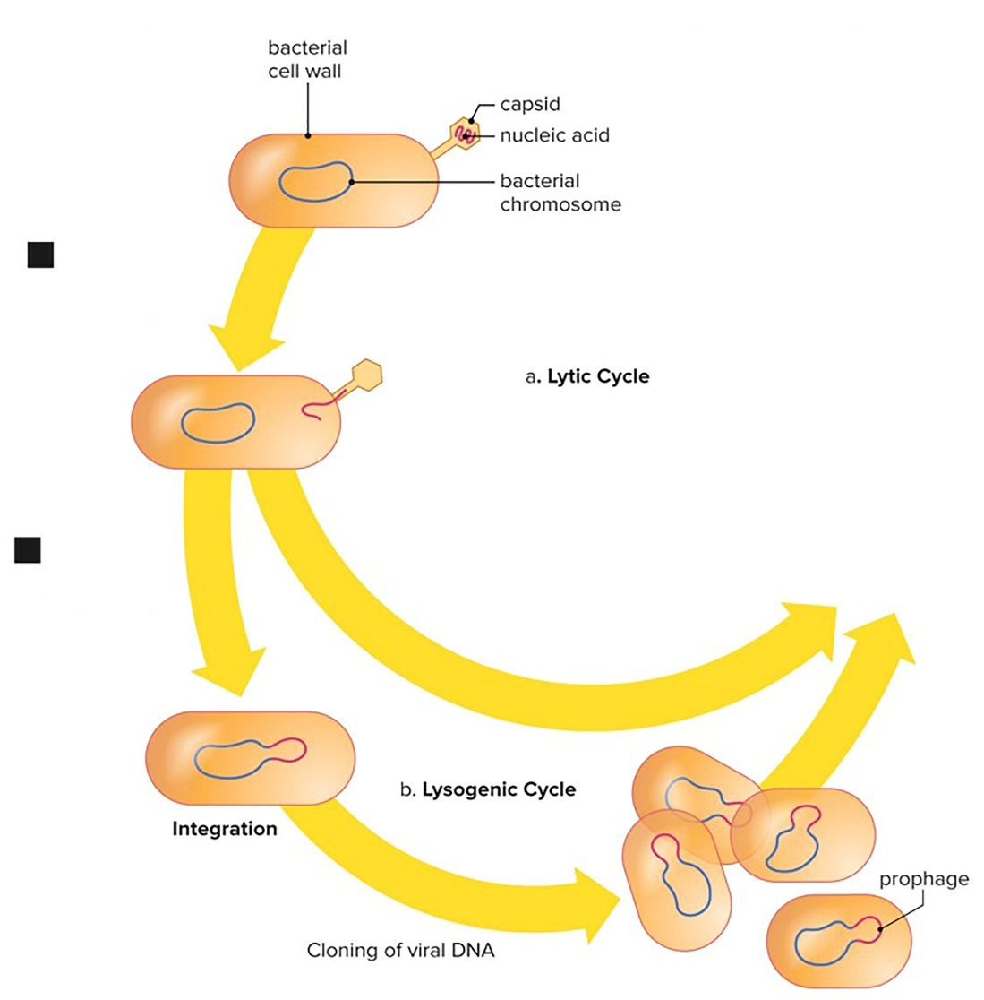 bacterial
cell wall
capsid
nucleic acid
bacterial
chromosome
a. Lytic Cycle
b. Lysogenic Cycle
Integration
prophage
Cloning of viral DNA